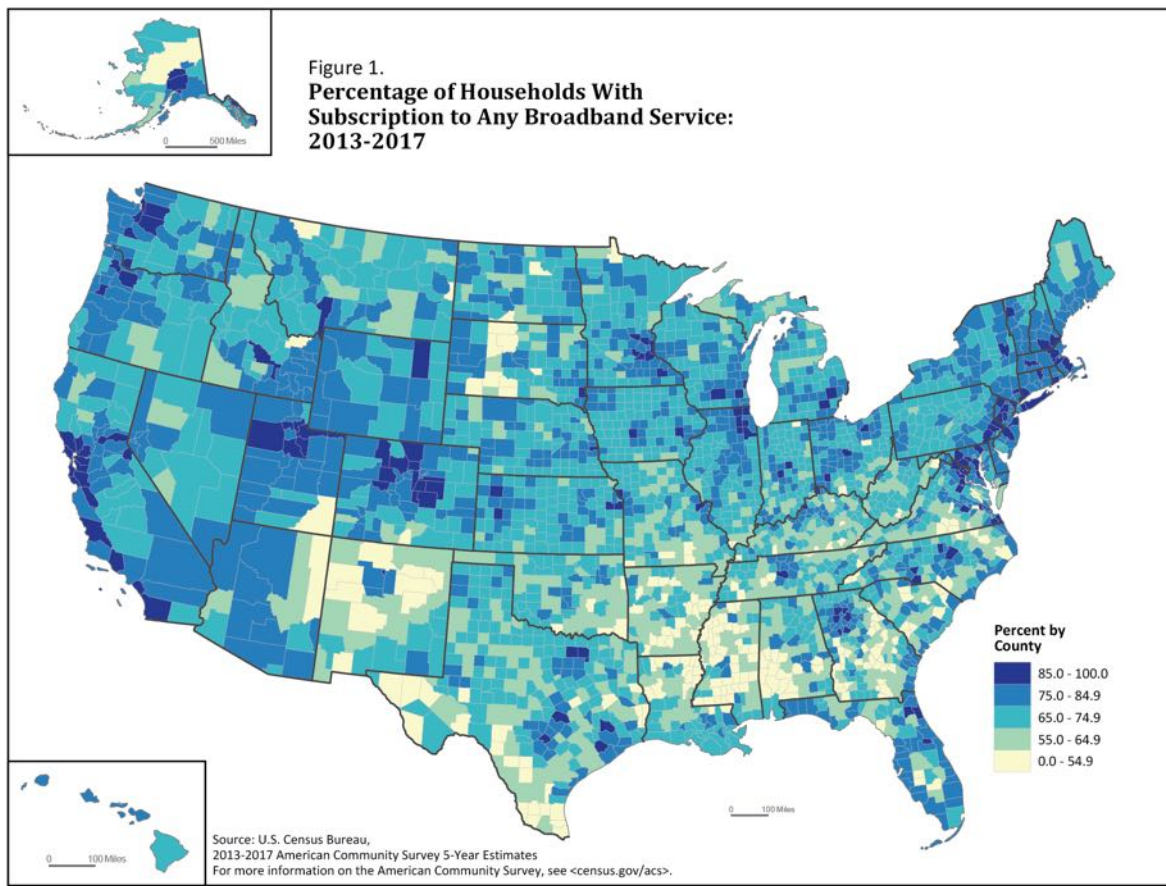 Figure 1.
Percentage of Households With
Subscription to Any Broadband Service:
2013-2017
0 500 Miles
Percent by
County
85.0 - 100.0
75.0 - 84.9
65.0 - 74.9
55.0 - 64.9
0.0 - 54.9
0 100 Miles
0 100 Miles
Source: U.S. Census Bureau,
2013-2017 American Community Survey 5-Year Estimates
For more information on the American Community Survey, see <census.gov/acs>.